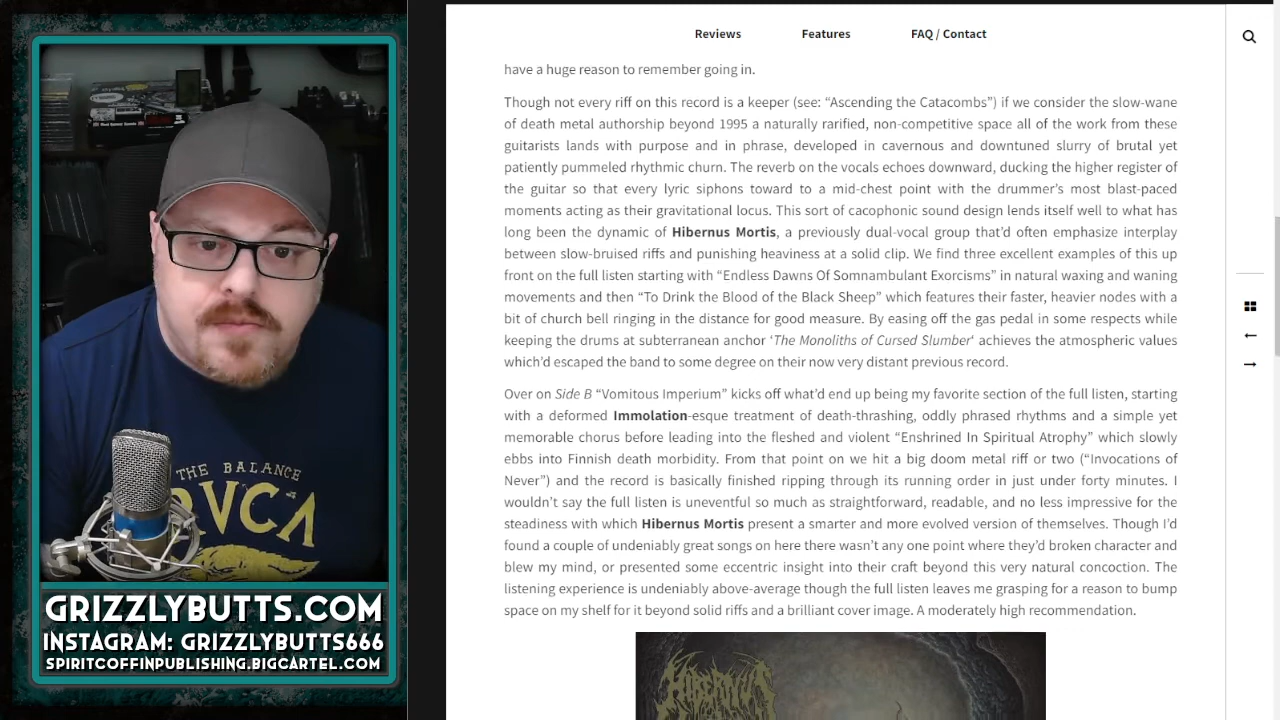 THE BALANCE
RVCA
GRIZZLYBUTTS.COM
INSTAGRAM: GRIZZLYBUTTS666
SPIRITCOFFINPUBLISHING.BIGCARTEL.COM
Reviews
Features
FAQ / Contact
have a huge reason to remember going in.
Though not every riff on this record is a keeper (see: “Ascending the Catacombs”) if we consider the slow-wane
of death metal authorship beyond 1995 a naturally rarified, non-competitive space all of the work from these
guitarists lands with purpose and in phrase, developed in cavernous and downtuned slurry of brutal yet
patiently pummeled rhythmic churn. The reverb on the vocals echoes downward, ducking the higher register of
the guitar so that every lyric siphons toward to a mid-chest point with the drummer’s most blast-paced
moments acting as their gravitational locus. This sort of cacophonic sound design lends itself well to what has
long been the dynamic of Hibernus Mortis, a previously dual-vocal group that’d often emphasize interplay
between slow-bruised riffs and punishing heaviness at a solid clip. We find three excellent examples of this up
front on the full listen starting with “Endless Dawns Of Somnambulant Exorcisms” in natural waxing and waning
movements and then “To Drink the Blood of the Black Sheep” which features their faster, heavier nodes with a
bit of church bell ringing in the distance for good measure. By easing off the gas pedal in some respects while
keeping the drums at subterranean anchor ‘The Monoliths of Cursed Slumber‘ achieves the atmospheric values
which’d escaped the band to some degree on their now very distant previous record.
Over on Side B “Vomitous Imperium” kicks off what’d end up being my favorite section of the full listen, starting
with a deformed Immolation-esque treatment of death-thrashing, oddly phrased rhythms and a simple yet
memorable chorus before leading into the fleshed and violent “Enshrined In Spiritual Atrophy” which slowly
ebbs into Finnish death morbidity. From that point on we hit a big doom metal riff or two (“Invocations of
Never”) and the record is basically finished ripping through its running order in just under forty minutes. I
wouldn’t say the full listen is uneventful so much as straightforward, readable, and no less impressive for the
steadiness with which Hibernus Mortis present a smarter and more evolved version of themselves. Though I’d
found a couple of undeniably great songs on here there wasn’t any one point where they’d broken character and
blew my mind, or presented some eccentric insight into their craft beyond this very natural concoction. The
listening experience is undeniably above-average though the full listen leaves me grasping for a reason to bump
space on my shelf for it beyond solid riffs and a brilliant cover image. A moderately high recommendation.
HIBERNUS